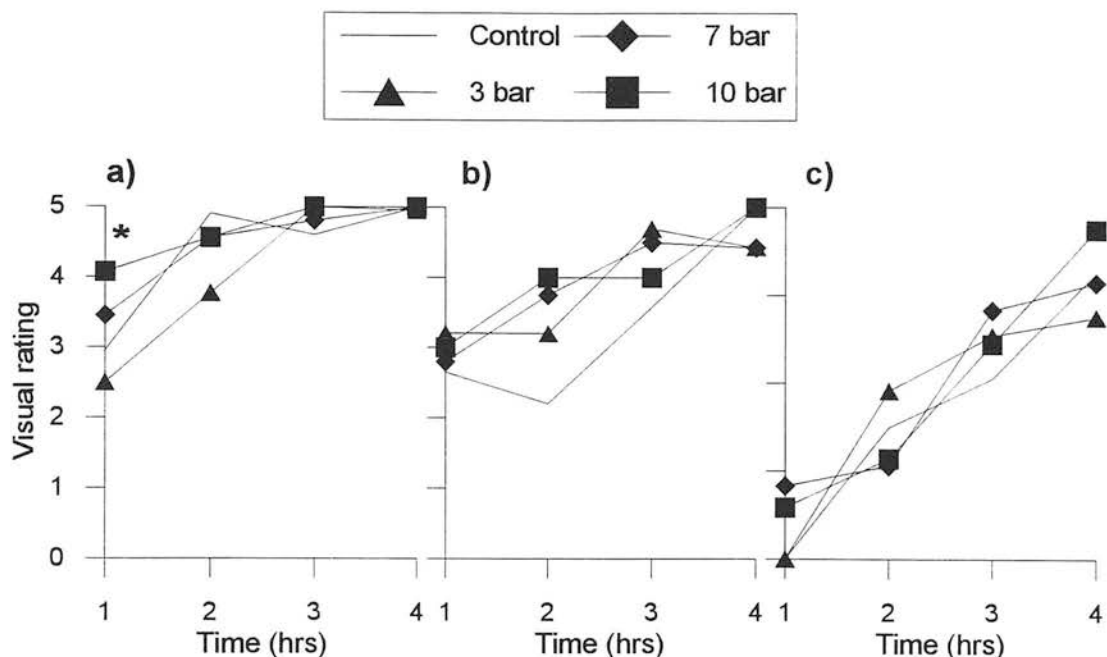 Control 7 bar
3 bar 10 bar
a) b) c)
*
Visual rating
5
4
3
2
1
0
1 2 3 4 1 2 3 4 1 2 3 4
Time (hrs) Time (hrs) Time (hrs)